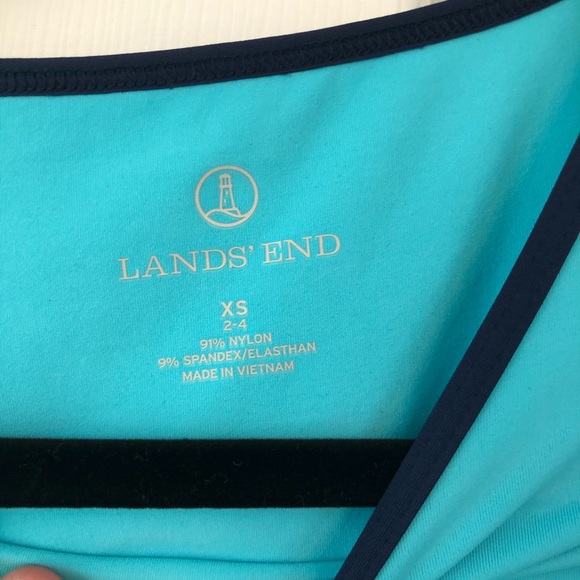 LANDS' END
XS
2-4
91% NYLON
9% SPANDEX/ELASTHAN
MADE IN VIETNAM